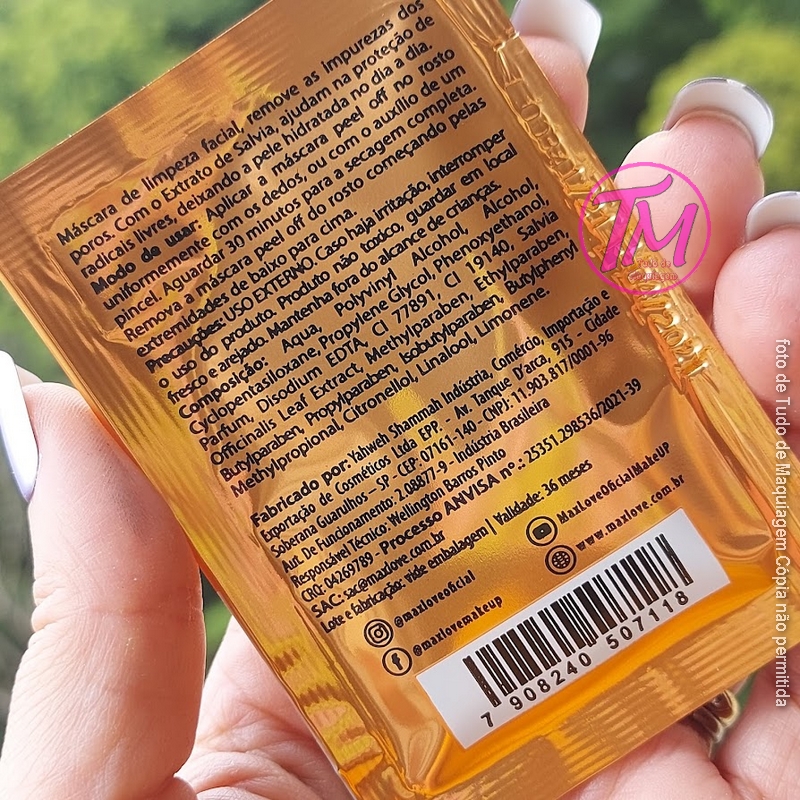 Máscara de limpeza facial, remove as impurezas dos
poros. Com o Extrato de Salvia, ajudam na proteção de
radicais livres, deixando a pele hidratada no dia a dia.
Modo de usar: Aplicar a máscara peel off no rosto
uniformemente com os dedos, ou com o auxílio de um
pincel. Aguardar 30 minutos para a secagem completa.
Remova a máscara peel off do rosto começando pelas
extremidades de baixo para cima.
Precauções: USO EXTERNO. Caso haja irritação, interromper
o uso do produto. Produto não toxico, guardar em local
fresco e arejado. Mantenha fora do alcance de crianças.
Composição: Aqua, Polyvinyl Alcohol, Alcohol,
Cyclopentasiloxane, Propylene Glycol, Phenoxyethanol,
Parfum, Disodium EDTA, CI 77891, CI 19140, Salvia
Officinalis Leaf Extract, Methylparaben, Ethylparaben,
Butylparaben, Propylparaben, Isobutylparaben, Butylphenyl
Methylpropional, Citronellol, Linalool, Limonene.
Fabricado por: Yahweh Shammah Indústria, Comércio, Importação e
Exportação de Cosméticos Ltda EPP. - Av. Tanque D'arca, 915 - Cidade
Soberana Guarulhos – SP - CEP: 07161-140 - CNPJ: 11.903.817/0001-96
Aut. De Funcionamento: 2.08877-9 - Indústria Brasileira
Responsável Técnico: Wellington Barros Pinto
CRQ: 04269789 - Processo ANVISA nº.: 25351.298536/2021-39
SAC: sac@maxlove.com.br
Lote e fabricação: vide embalagem | Validade: 36 meses
@maxloveoficial
MaxLoveOficialMakeUP
@maxlovemakeup
www.maxlove.com.br
7 908240 507118
TM
Tudo de
maquiagem
foto de Tudo de Maquiagem Cópia não permitida